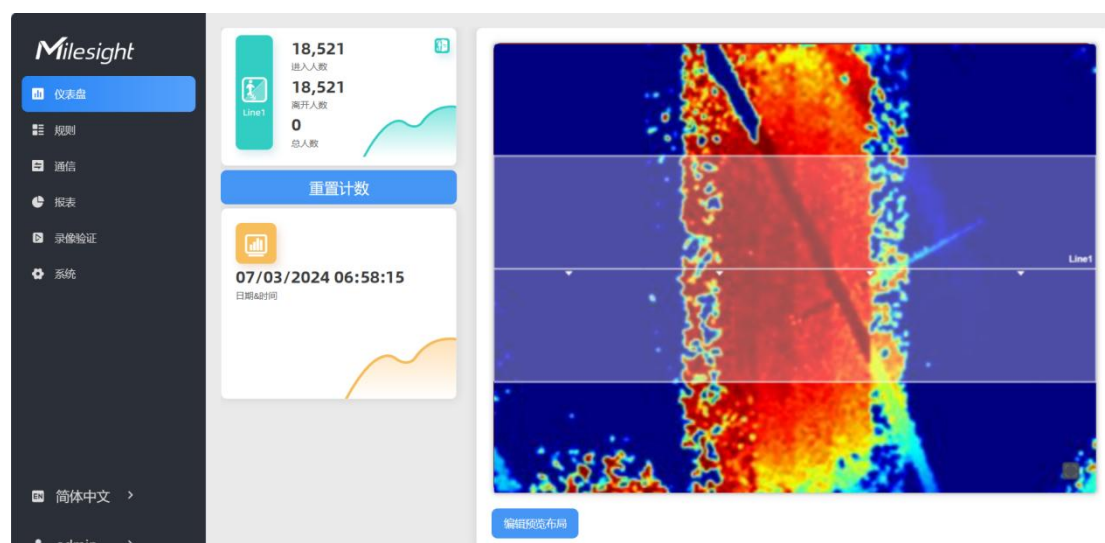 Milesight
仪表盘
规则
通信
报表
录像验证
系统
EN 简体中文 >
admin >
18,521
进入人数
18,521
离开人数
0
总人数
Line1
重置计数
07/03/2024 06:58:15
日期&时间
Line1
编辑预览布局